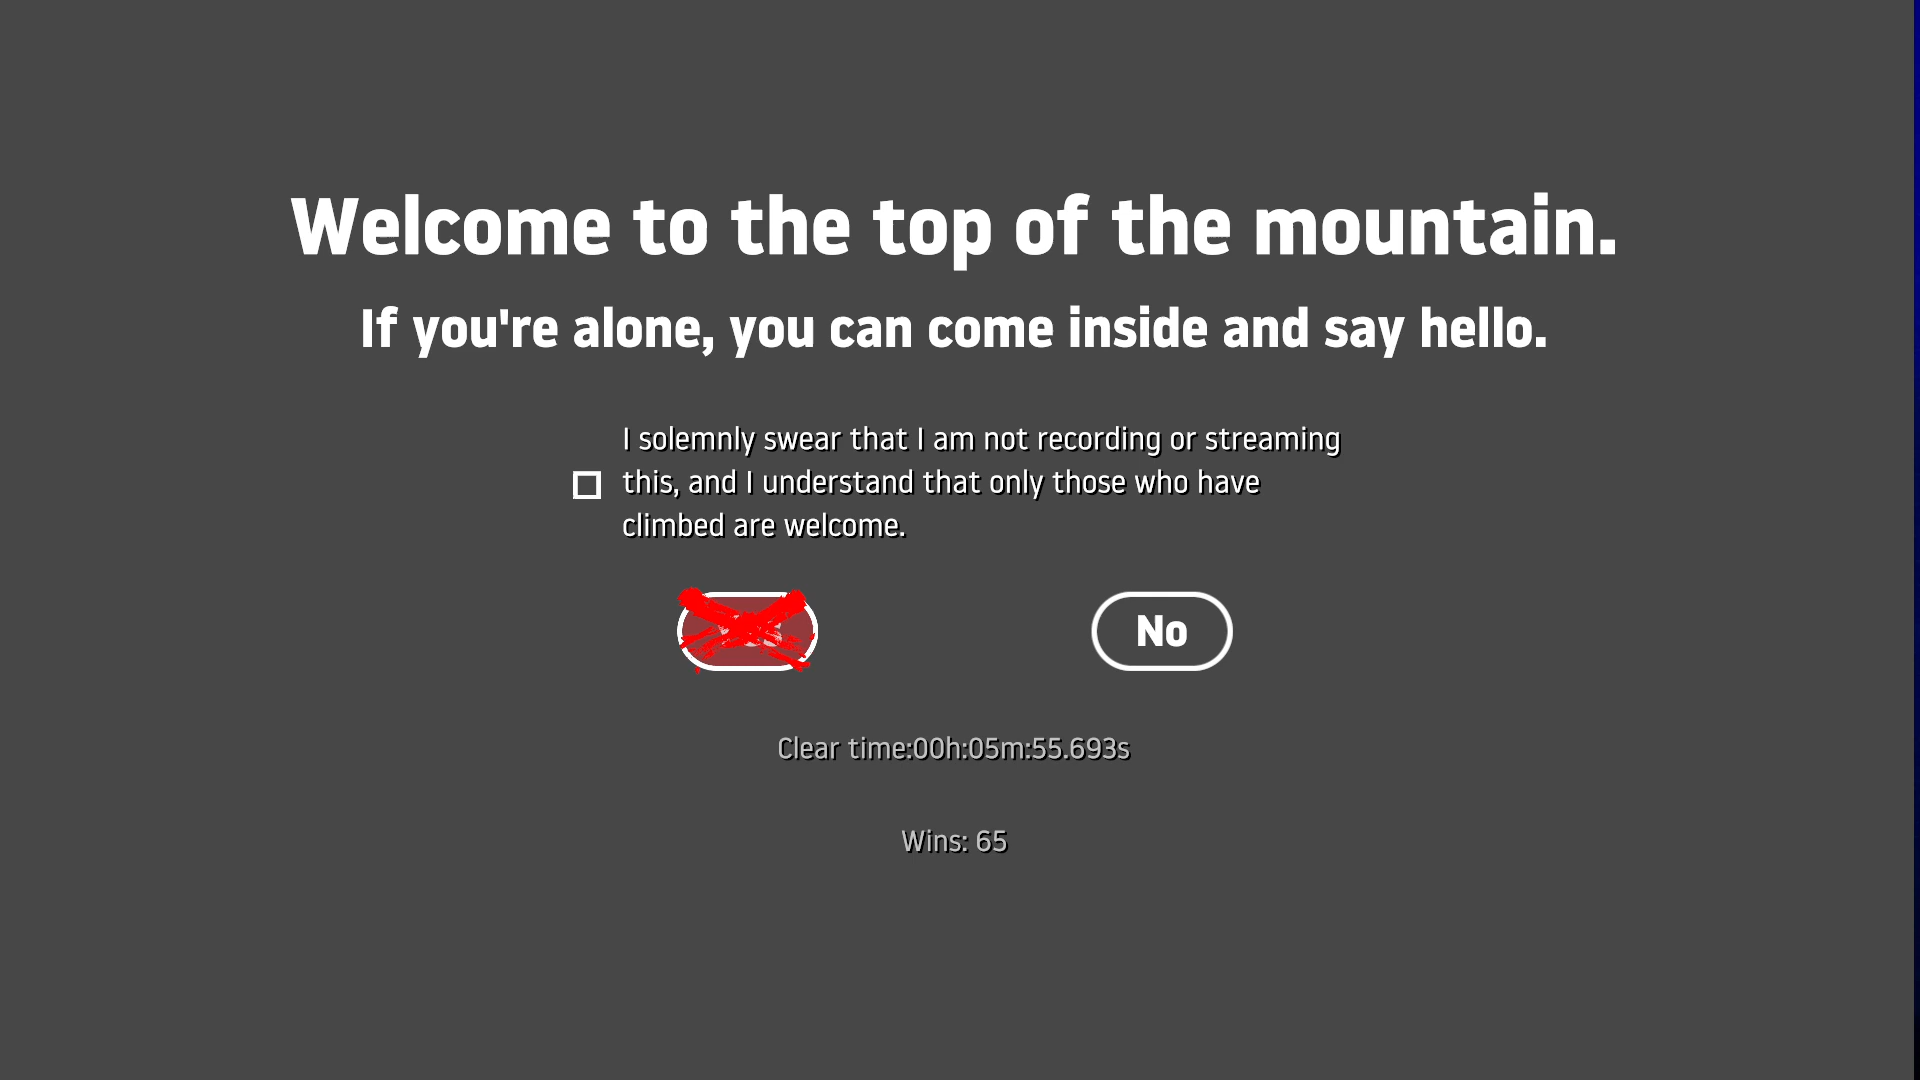 Welcome to the top of the mountain.
If you're alone, you can come inside and say hello.
I solemnly swear that I am not recording or streaming
this, and I understand that only those who have
climbed are welcome.
No
Clear time:00h:05m:55.693s
Wins: 65